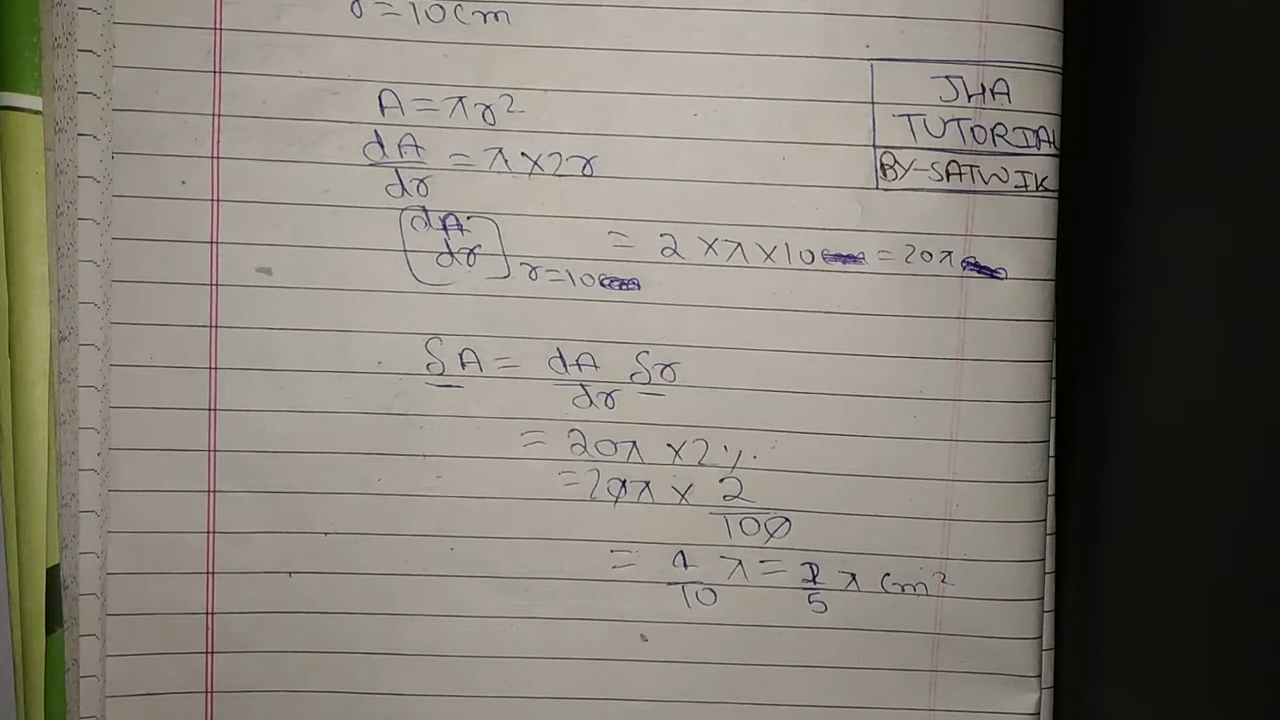 r=10cm
A=πr²
dA/dr = π×2r
[dA/dr] r=10 = 2×π×10 = 20π
δA = dA/dr δr
= 20π ×2%
= 20π × 2/100
= 4/10 π = 2/5 π cm²
JHA
TUTORIAL
BY-SATWIK